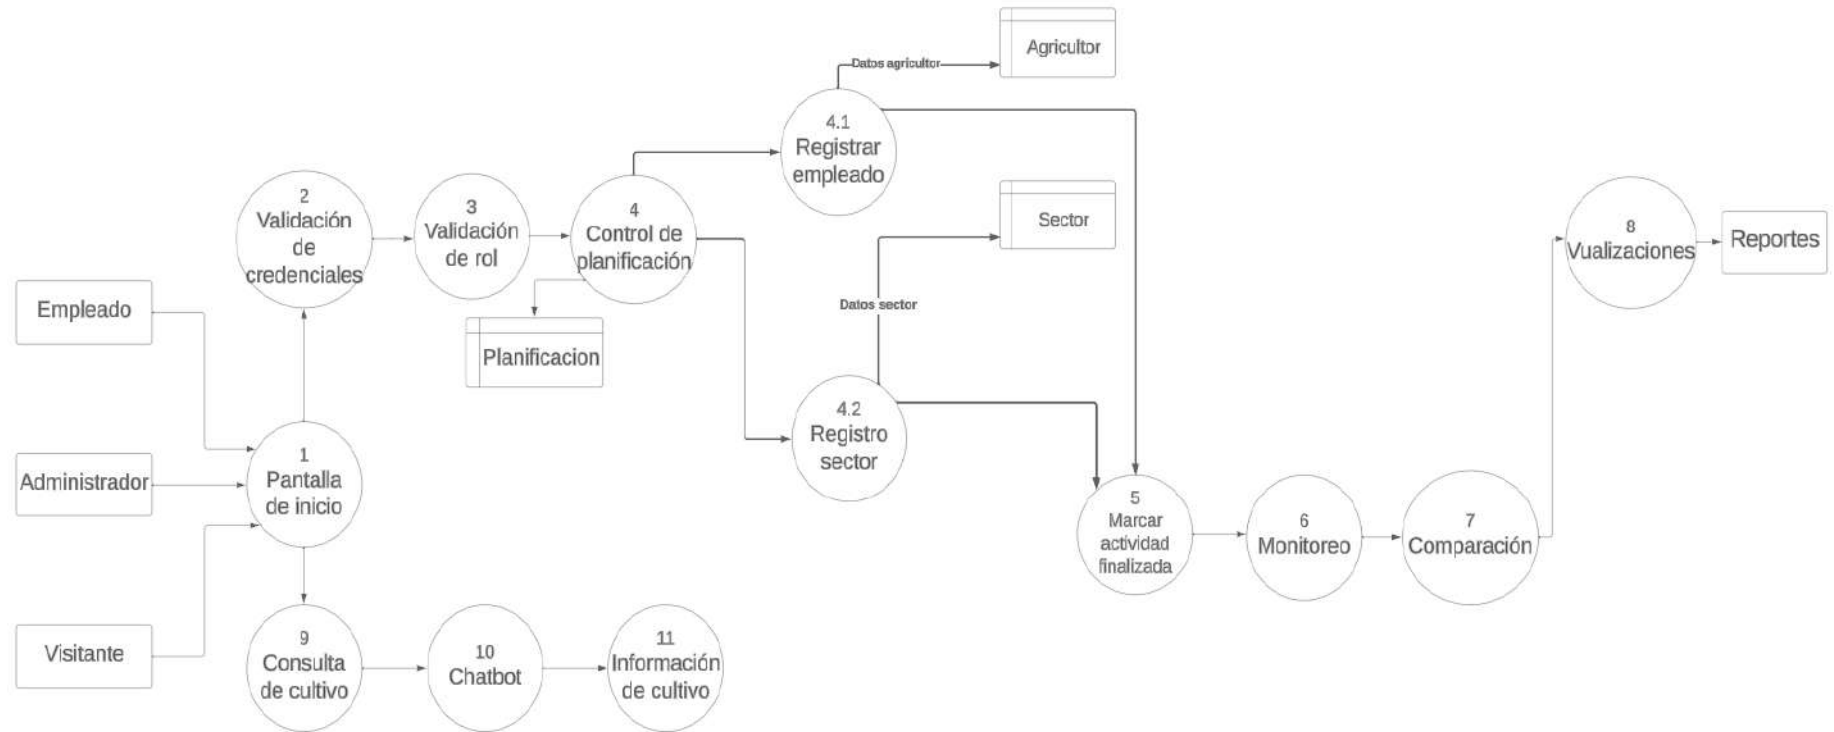 Agricultor
Datos agricultor
4.1
Registrar
empleado
2
Validación
de
credenciales
3
Validación
de rol
4
Control de
planificación
Sector
8
Vualizaciones
Reportes
Empleado
Datos sector
Planificacion
4.2
Registro
sector
1
Pantalla
de inicio
Administrador
5
Marcar
actividad
finalizada
6
Monitoreo
7
Comparación
Visitante
9
Consulta
de cultivo
10
Chatbot
11
Información
de cultivo